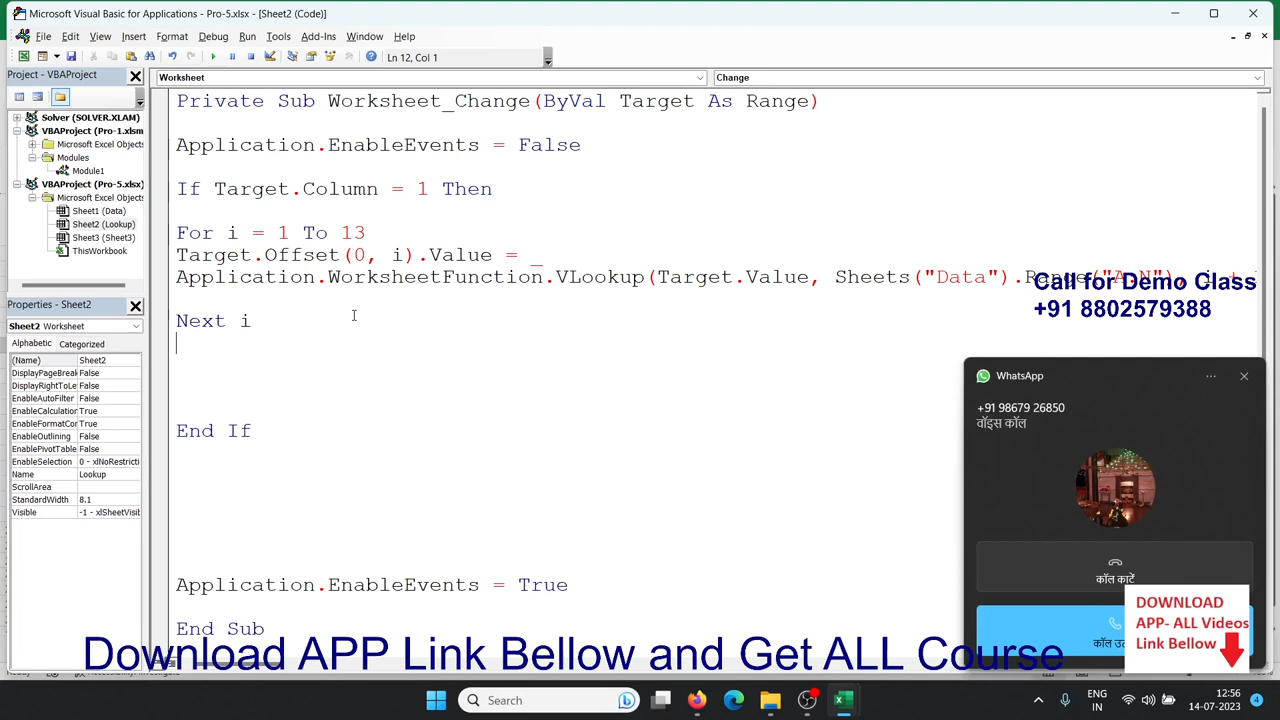 Microsoft Visual Basic for Applications - Pro-5.xlsx - [Sheet2 (Code)]
File Edit View Insert Format Debug Run Tools Add-Ins Window Help
Ln 12, Col 1
Project - VBAProject
Worksheet
Change
Solver (SOLVER.XLAM)
VBAProject (Pro-1.xlsm
Microsoft Excel Objects
Modules
Module1
VBAProject (Pro-5.xlsx)
Microsoft Excel Objects
Sheet1 (Data)
Sheet2 (Lookup)
Sheet3 (Sheet3)
ThisWorkbook
Properties - Sheet2
Sheet2 Worksheet
Alphabetic Categorized
(Name) Sheet2
DisplayPageBreak False
DisplayRightToLe False
EnableAutoFilter False
EnableCalculation True
EnableFormatCor True
EnableOutlining False
EnablePivotTable False
EnableSelection 0 - xlNoRestricti
Name Lookup
ScrollArea
StandardWidth 8.1
Visible -1 - xlSheetVisib
Private Sub Worksheet_Change(ByVal Target As Range)
Application.EnableEvents = False
If Target.Column = 1 Then
For i = 1 To 13
Target.Offset(0, i).Value = _
Application.WorksheetFunction.VLookup(Target.Value, Sheets("Data").Range("A:N"), i +
Next i
End If
Application.EnableEvents = True
End Sub
Call for Demo Class
+91 8802579388
WhatsApp
+91 98679 26850
वॉइस कॉल
कॉल काटें
कॉल उ
DOWNLOAD
APP- ALL Videos
Link Bellow
Download APP Link Bellow and Get ALL Course
Search
ENG
IN
12:56
14-07-2023
4